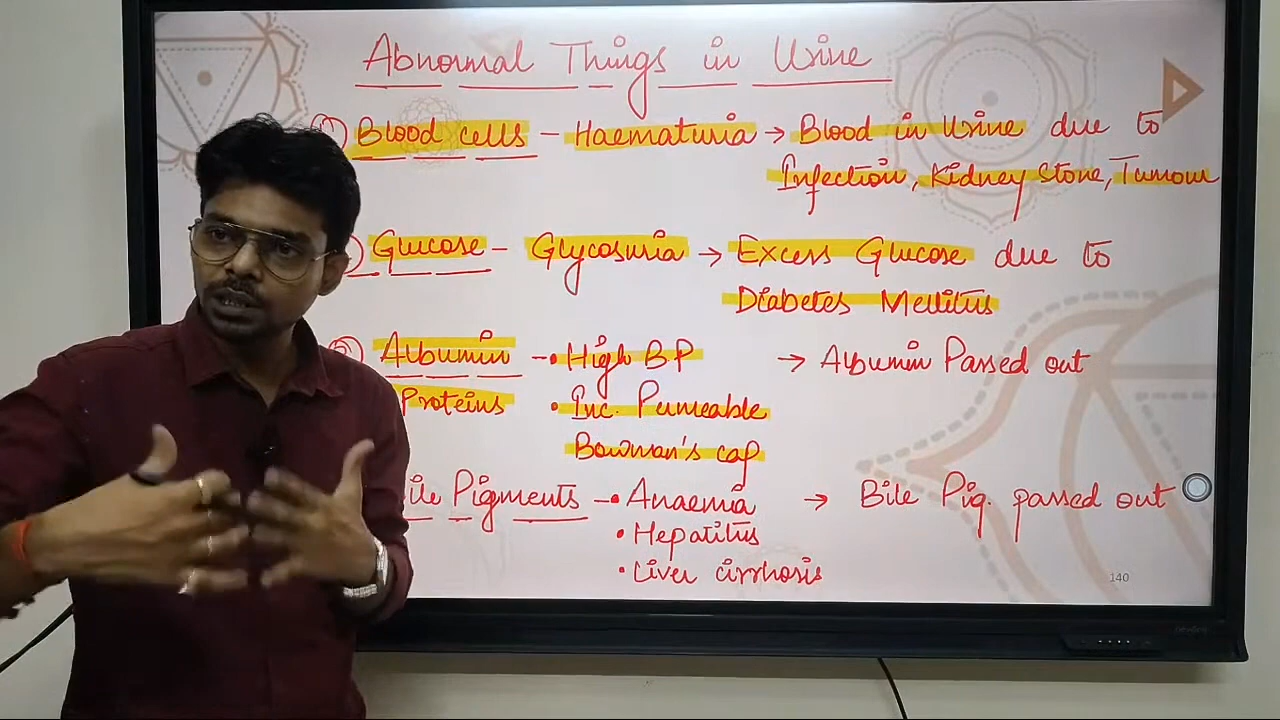 Abnormal Things in Urine
Blood cells - Haematuria → Blood in Urine due to
Infection, Kidney Stone, Tumour
Glucose - Glycosuria → Excess Glucose due to
Diabetes Mellitus
Albumin - • High BP → Albumin Passed out
Proteins • Inc. Permeable
Bowman's cap
Pigments - • Anaemia → Bile Pig. passed out
• Hepatitis
• Liver cirrhosis
140